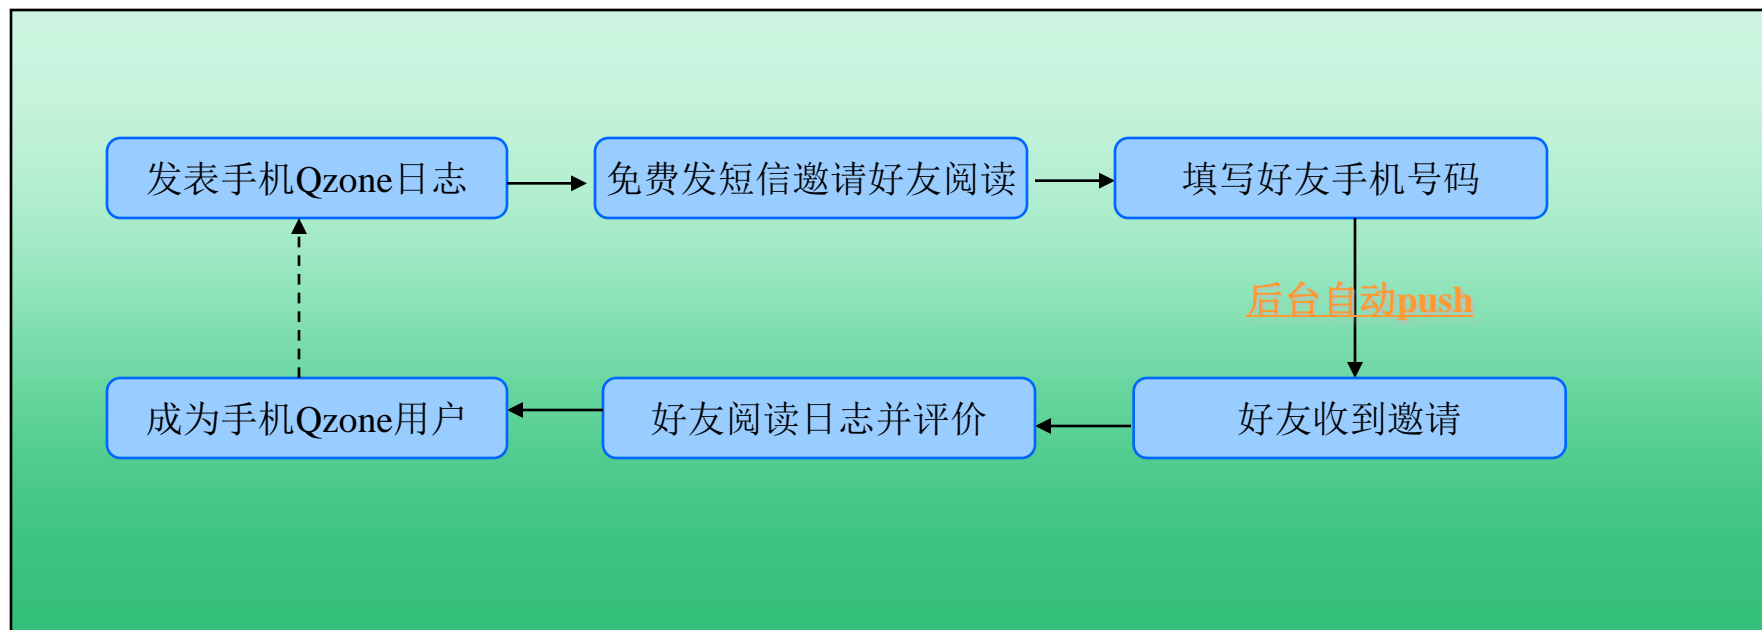 发表手机Qzone日志
免费发短信邀请好友阅读
填写好友手机号码
后台自动push
成为手机Qzone用户
好友阅读日志并评价
好友收到邀请